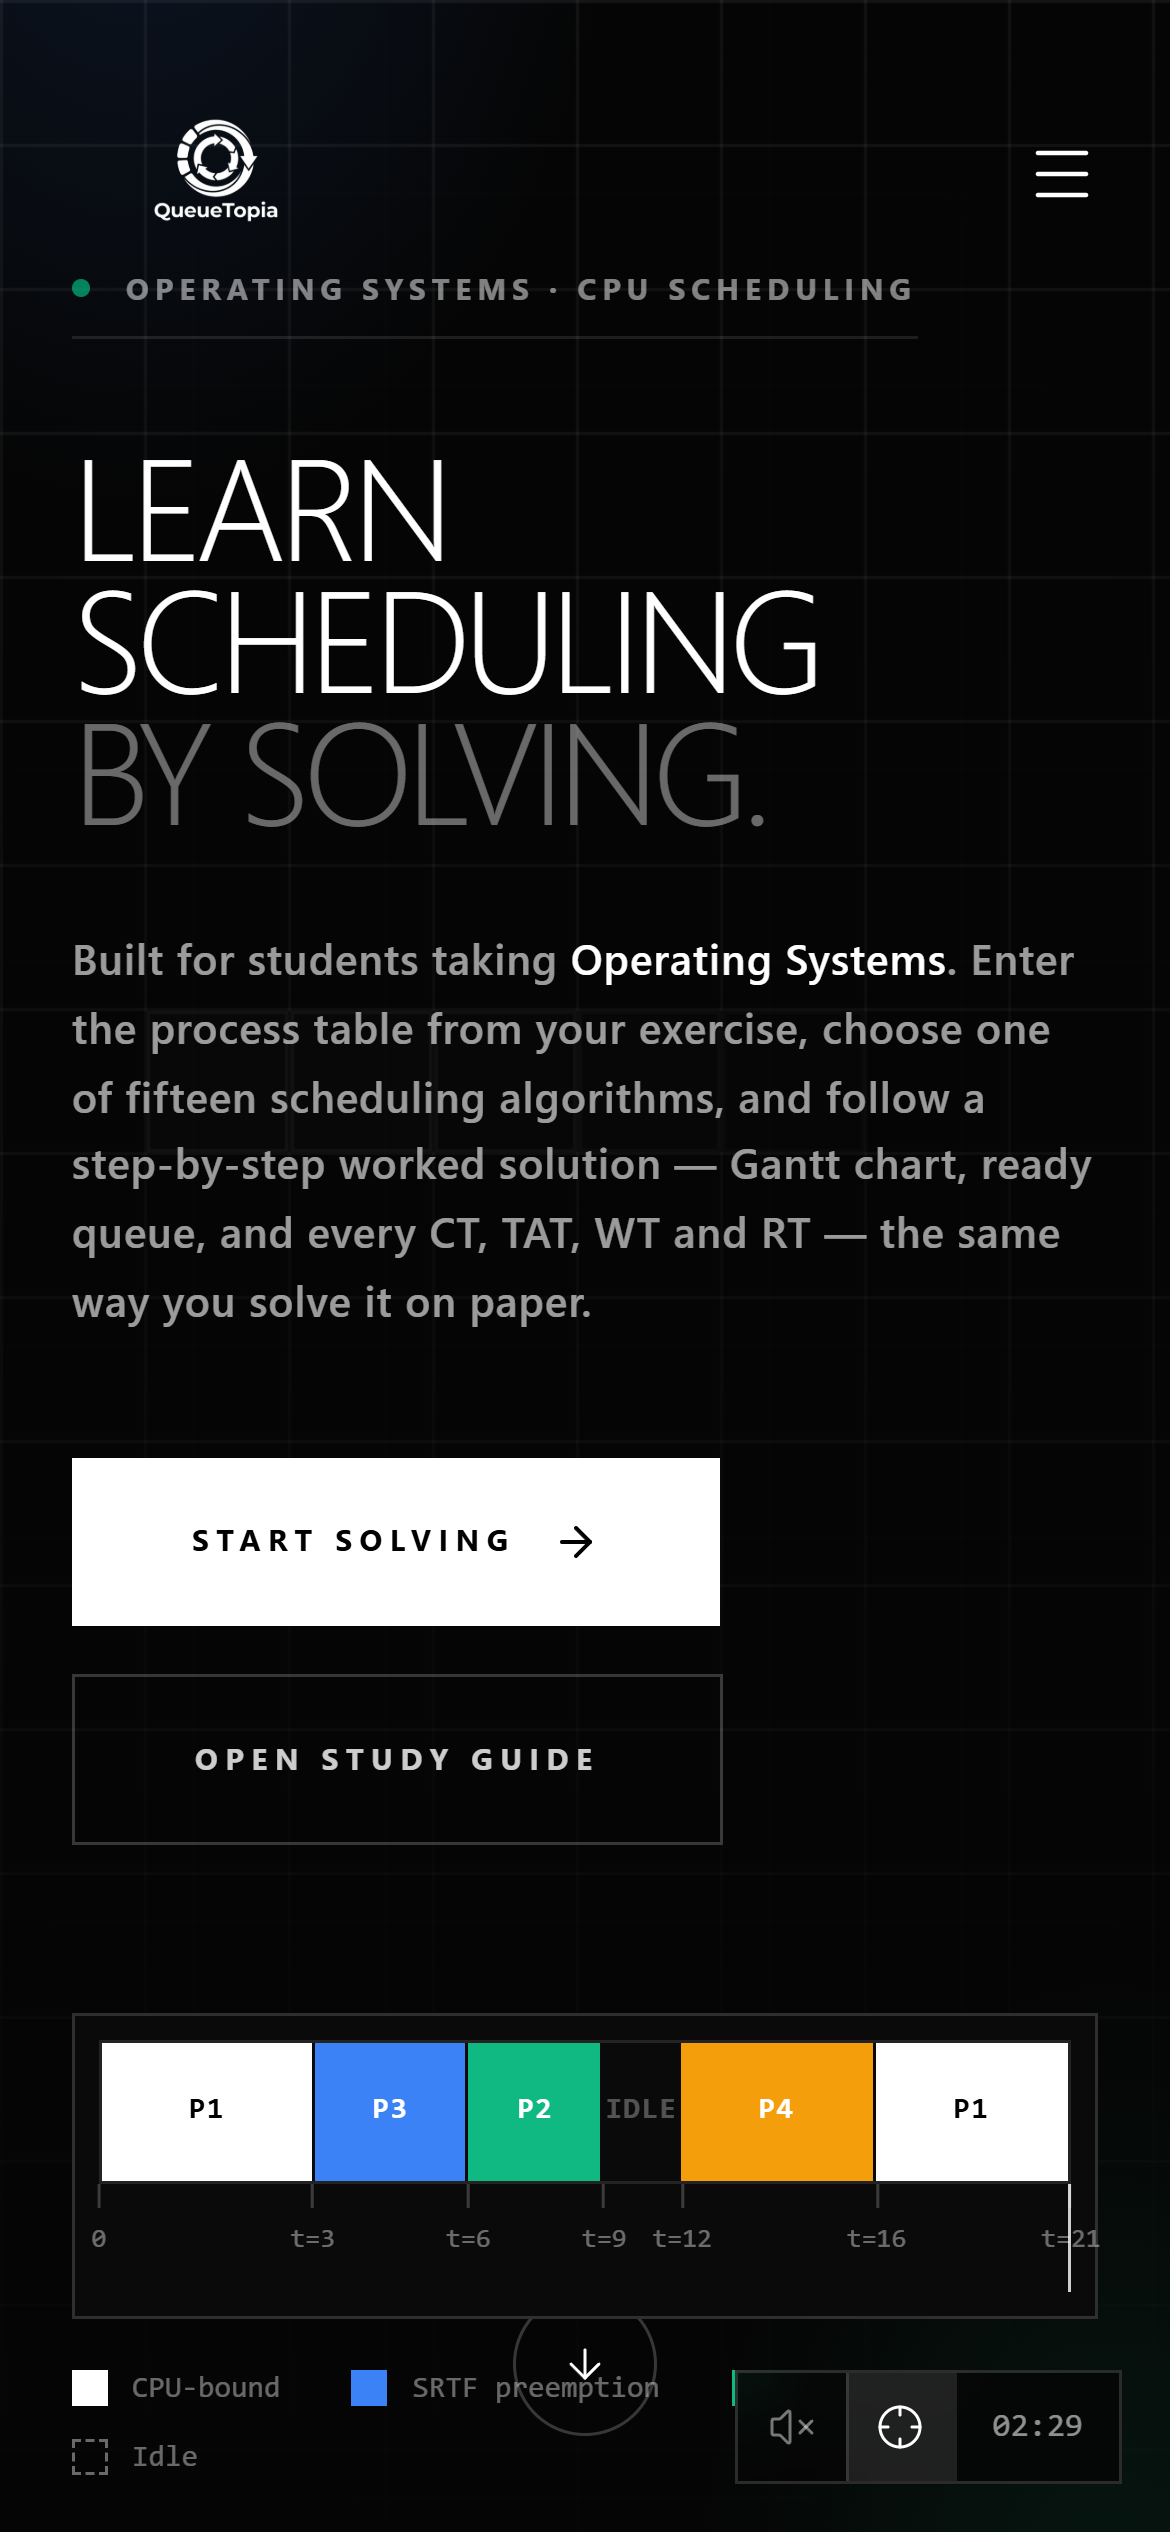 QueueTopia
OPERATING SYSTEMS · CPU SCHEDULING
LEARN
SCHEDULING
BY SOLVING.
Built for students taking Operating Systems. Enter
the process table from your exercise, choose one
of fifteen scheduling algorithms, and follow a
step-by-step worked solution — Gantt chart, ready
queue, and every CT, TAT, WT and RT — the same
way you solve it on paper.
START SOLVING
OPEN STUDY GUIDE
P1 P3 P2 IDLE P4 P1
0 t=3 t=6 t=9 t=12 t=16 t=21
CPU-bound SRTF preemption
02:29
Idle